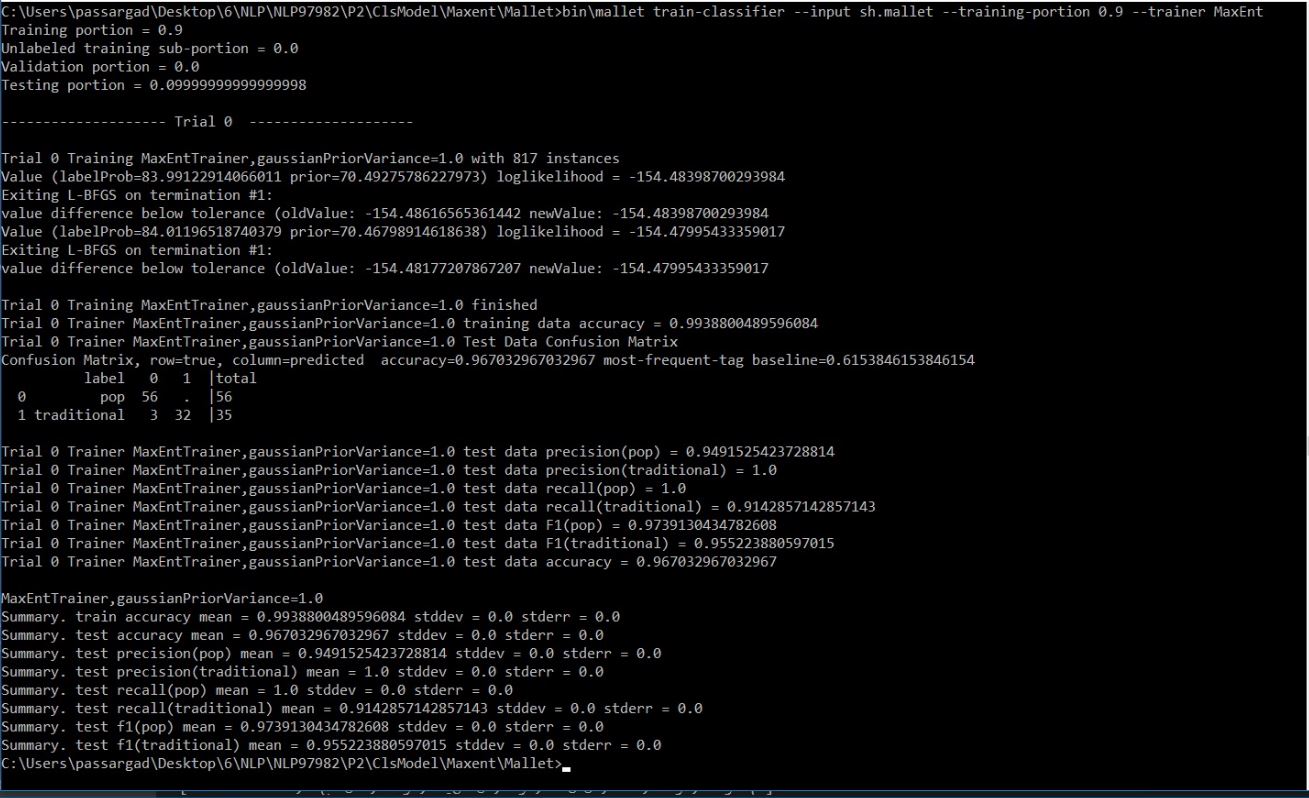 C:\Users\passargad\Desktop\6\NLP\NLP97982\P2\ClsModel\Maxent\Mallet>bin\mallet train-classifier --input sh.mallet --training-portion 0.9 --trainer MaxEnt
Training portion = 0.9
Unlabeled training sub-portion = 0.0
Validation portion = 0.0
Testing portion = 0.09999999999999998
-------------------- Trial 0  --------------------
Trial 0 Training MaxEntTrainer,gaussianPriorVariance=1.0 with 817 instances
Value (labelProb=83.99122914066011 prior=70.49275786227973) loglikelihood = -154.48398700293984
Exiting L-BFGS on termination #1:
value difference below tolerance (oldValue: -154.48616565361442 newValue: -154.48398700293984
Value (labelProb=84.01196518740379 prior=70.46798914618638) loglikelihood = -154.47995433359017
Exiting L-BFGS on termination #1:
value difference below tolerance (oldValue: -154.48177207867207 newValue: -154.47995433359017
Trial 0 Training MaxEntTrainer,gaussianPriorVariance=1.0 finished
Trial 0 Trainer MaxEntTrainer,gaussianPriorVariance=1.0 training data accuracy = 0.9938800489596084
Trial 0 Trainer MaxEntTrainer,gaussianPriorVariance=1.0 Test Data Confusion Matrix
Confusion Matrix, row=true, column=predicted  accuracy=0.967032967032967 most-frequent-tag baseline=0.6153846153846154
label   0   1  |total
0         pop  56   .  |56
1 traditional   3  32  |35
Trial 0 Trainer MaxEntTrainer,gaussianPriorVariance=1.0 test data precision(pop) = 0.9491525423728814
Trial 0 Trainer MaxEntTrainer,gaussianPriorVariance=1.0 test data precision(traditional) = 1.0
Trial 0 Trainer MaxEntTrainer,gaussianPriorVariance=1.0 test data recall(pop) = 1.0
Trial 0 Trainer MaxEntTrainer,gaussianPriorVariance=1.0 test data recall(traditional) = 0.9142857142857143
Trial 0 Trainer MaxEntTrainer,gaussianPriorVariance=1.0 test data F1(pop) = 0.9739130434782608
Trial 0 Trainer MaxEntTrainer,gaussianPriorVariance=1.0 test data F1(traditional) = 0.955223880597015
Trial 0 Trainer MaxEntTrainer,gaussianPriorVariance=1.0 test data accuracy = 0.967032967032967
MaxEntTrainer,gaussianPriorVariance=1.0
Summary. train accuracy mean = 0.9938800489596084 stddev = 0.0 stderr = 0.0
Summary. test accuracy mean = 0.967032967032967 stddev = 0.0 stderr = 0.0
Summary. test precision(pop) mean = 0.9491525423728814 stddev = 0.0 stderr = 0.0
Summary. test precision(traditional) mean = 1.0 stddev = 0.0 stderr = 0.0
Summary. test recall(pop) mean = 1.0 stddev = 0.0 stderr = 0.0
Summary. test recall(traditional) mean = 0.9142857142857143 stddev = 0.0 stderr = 0.0
Summary. test f1(pop) mean = 0.9739130434782608 stddev = 0.0 stderr = 0.0
Summary. test f1(traditional) mean = 0.955223880597015 stddev = 0.0 stderr = 0.0
C:\Users\passargad\Desktop\6\NLP\NLP97982\P2\ClsModel\Maxent\Mallet>